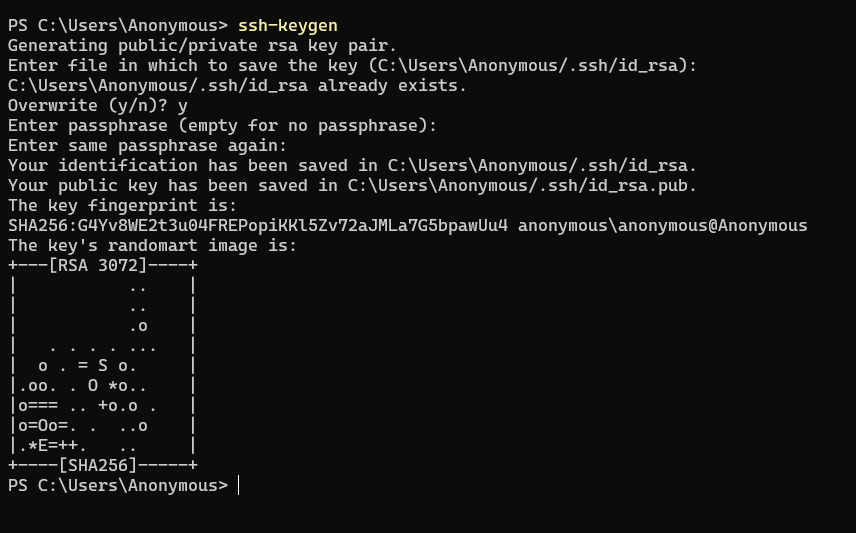 PS C:\Users\Anonymous> ssh-keygen
Generating public/private rsa key pair.
Enter file in which to save the key (C:\Users\Anonymous/.ssh/id_rsa):
C:\Users\Anonymous/.ssh/id_rsa already exists.
Overwrite (y/n)? y
Enter passphrase (empty for no passphrase):
Enter same passphrase again:
Your identification has been saved in C:\Users\Anonymous/.ssh/id_rsa.
Your public key has been saved in C:\Users\Anonymous/.ssh/id_rsa.pub.
The key fingerprint is:
SHA256:G4Yv8WE2t3u04FREPopiKKl5Zv72aJMLa7G5bpawUu4 anonymous\anonymous@Anonymous
The key's randomart image is:
+---[RSA 3072]----+
|           ..    |
|           ..    |
|           .o    |
|   . . . . ...   |
|  o . = S o.     |
|.oo. . O *o..    |
|o=== .. +o.o .   |
|o=Oo=. .  ..o    |
|.*E=++.   ..     |
+----[SHA256]-----+
PS C:\Users\Anonymous>